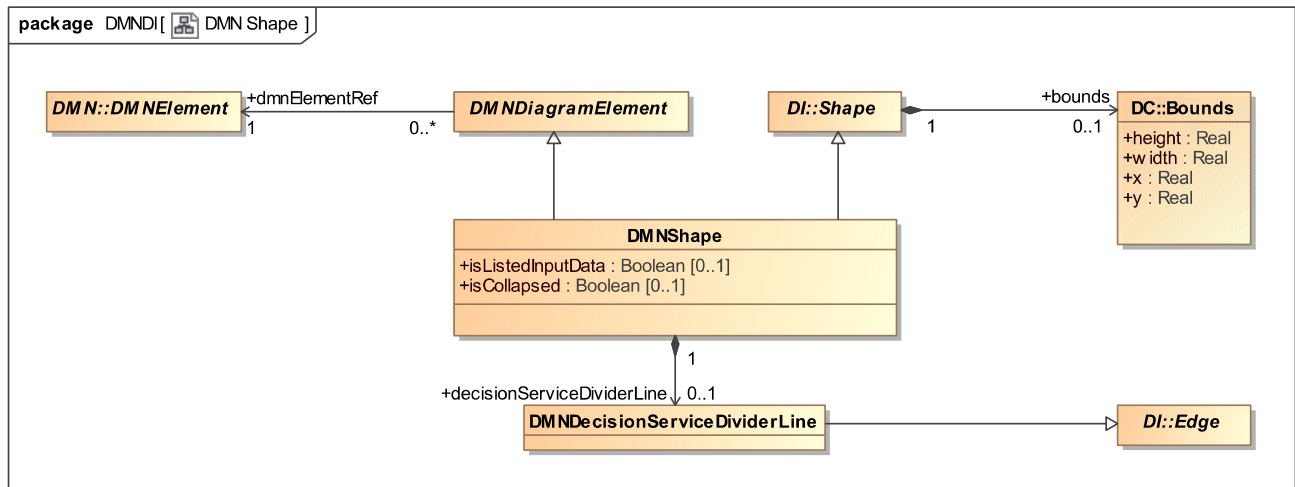 package DMNDI [ DMN Shape ]
DMN::DMNElement
+dmnElementRef
1
0..*
DMNDiagramElement
DI::Shape
1
+bounds
0..1
DC::Bounds
+height : Real
+width : Real
+x : Real
+y : Real
DMNShape
+isListedInputData : Boolean [0..1]
+isCollapsed : Boolean [0..1]
1
+decisionServiceDividerLine
0..1
DMNDecisionServiceDividerLine
DI::Edge